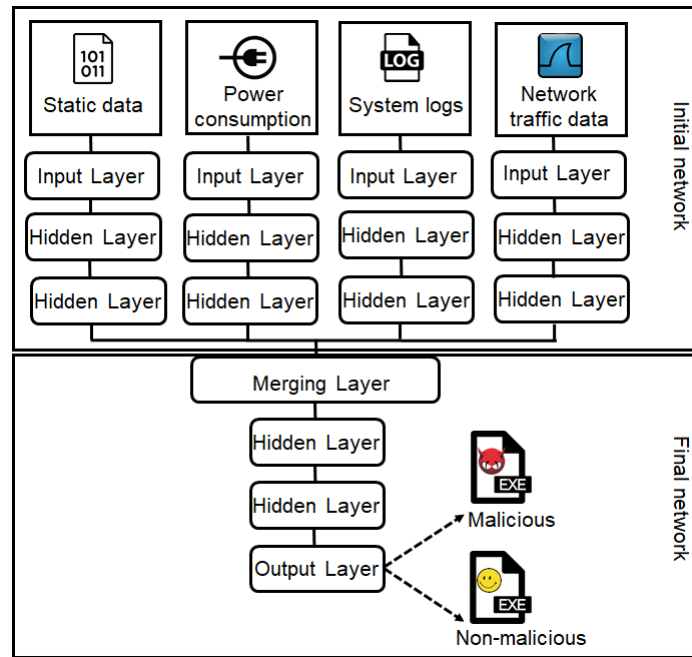 101
011
Static data
Power
consumption
LOG
System logs
Network
traffic data
Initial network
Input Layer
Input Layer
Input Layer
Input Layer
Hidden Layer
Hidden Layer
Hidden Layer
Hidden Layer
Hidden Layer
Hidden Layer
Hidden Layer
Hidden Layer
Merging Layer
Final network
Hidden Layer
Hidden Layer
Output Layer
EXE
Malicious
EXE
Non-malicious